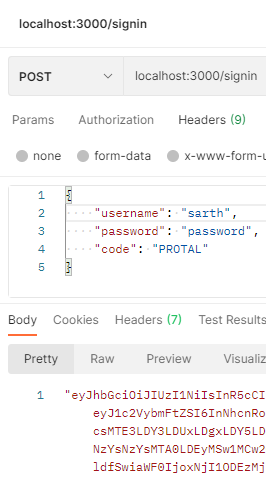 localhost:3000/signin
POST localhost:3000/signin
Params Authorization Headers (9)
none form-data x-www-form-u
1 {
2 "username": "sarth",
3 "password": "password",
4 "code": "PROTAL"
5 }
Body Cookies Headers (7) Test Results
Pretty Raw Preview Visualiz
1 "eyJhbGciOiJIUzI1NiIsInR5cCI
eyJ1c2VybmFtZSI6InNhcnRo
csMTE3LDY3LDUxLDgxLDY5LD
NzYsNzYsMTA0LDEyMSw1MCw2
ldfSwiaWF0IjoxNjI1ODEzMj